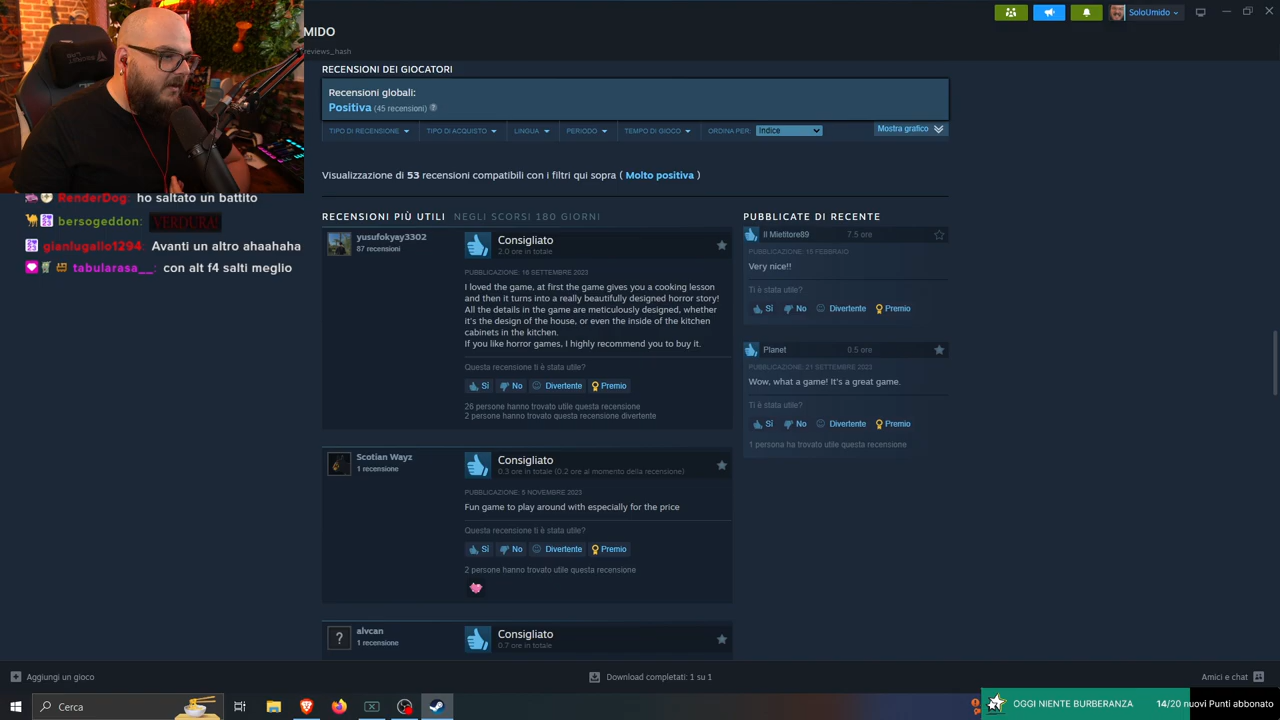 SoloUmido
MIDO
reviews_hash
RECENSIONI DEI GIOCATORI
Recensioni globali:
Positiva (45 recensioni)
TIPO DI RECENSIONE TIPO DI ACQUISTO LINGUA PERIODO TEMPO DI GIOCO ORDINA PER: Indice Mostra grafico
Visualizzazione di 53 recensioni compatibili con i filtri qui sopra ( Molto positiva )
RenderDog: ho saltato un battito
bersogeddon: VERDURA!
gianlugallo1294: Avanti un altro ahaahaha
tabularasa__: con alt f4 salti meglio
RECENSIONI PIÙ UTILI NEGLI SCORSI 180 GIORNI
yusufokyay3302
87 recensioni
Consigliato
2.0 ore in totale
PUBBLICAZIONE: 16 SETTEMBRE 2023
I loved the game, at first the game gives you a cooking lesson
and then it turns into a really beautifully designed horror story!
All the details in the game are meticulously designed, whether
it's the design of the house, or even the inside of the kitchen
cabinets in the kitchen.
If you like horror games, I highly recommend you to buy it.
Questa recensione ti è stata utile?
Sì No Divertente Premio
26 persone hanno trovato utile questa recensione
2 persone hanno trovato questa recensione divertente
Scotian Wayz
1 recensione
Consigliato
0.3 ore in totale (0.2 ore al momento della recensione)
PUBBLICAZIONE: 5 NOVEMBRE 2023
Fun game to play around with especially for the price
Questa recensione ti è stata utile?
Sì No Divertente Premio
2 persone hanno trovato utile questa recensione
alvcan
1 recensione
Consigliato
0.7 ore in totale
PUBBLICATE DI RECENTE
Il Mietitore89 7.5 ore
PUBBLICAZIONE: 15 FEBBRAIO
Very nice!!
Ti è stata utile?
Sì No Divertente Premio
Planet 0.5 ore
PUBBLICAZIONE: 21 SETTEMBRE 2023
Wow, what a game! It's a great game.
Ti è stata utile?
Sì No Divertente Premio
1 persona ha trovato utile questa recensione
Aggiungi un gioco
Download completati: 1 su 1
Amici e chat
Cerca
OGGI NIENTE BURBERANZA 14/20 nuovi Punti abbonato